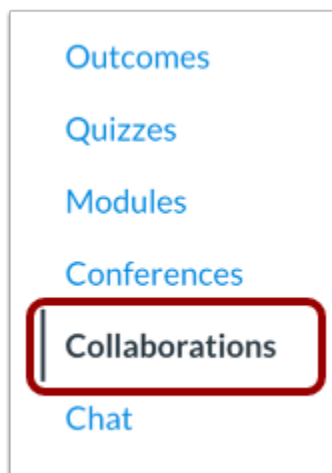 Outcomes
Quizzes
Modules
Conferences
Collaborations
Chat